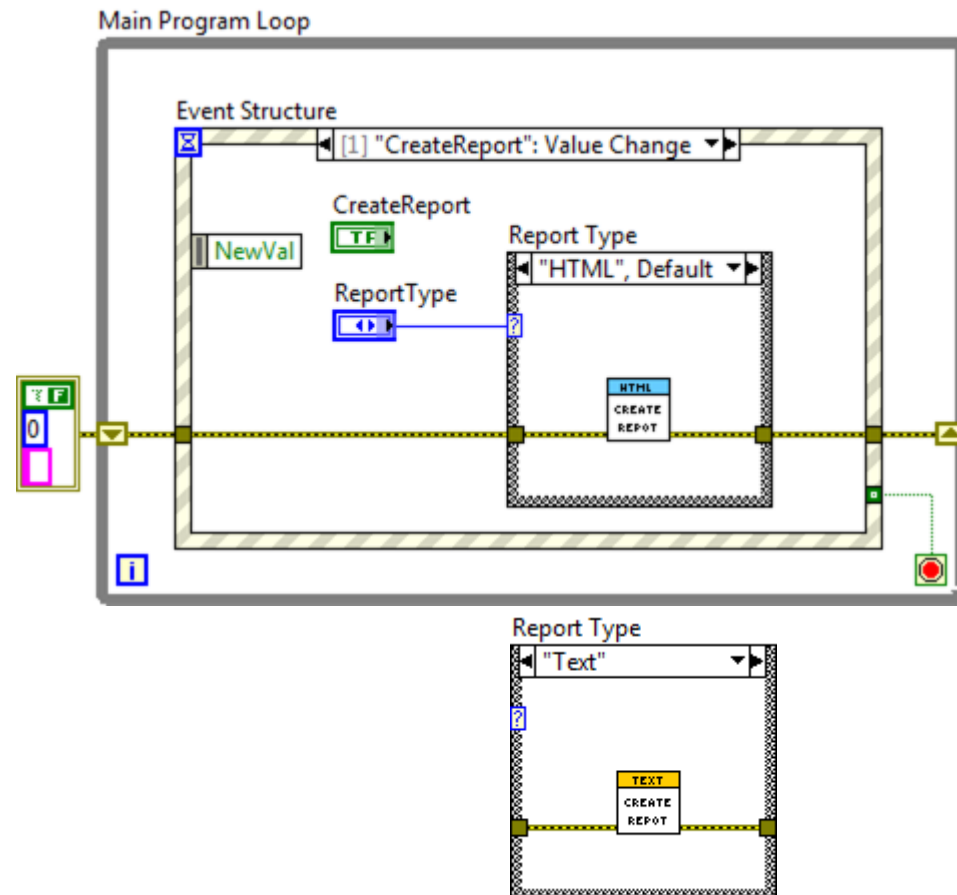 Main Program Loop
Event Structure
[1] "CreateReport": Value Change
CreateReport
TF
NewVal
Report Type
"HTML", Default
ReportType
?
HTML
CREATE
REPOT
F
0
i
Report Type
"Text"
?
TEXT
CREATE
REPOT